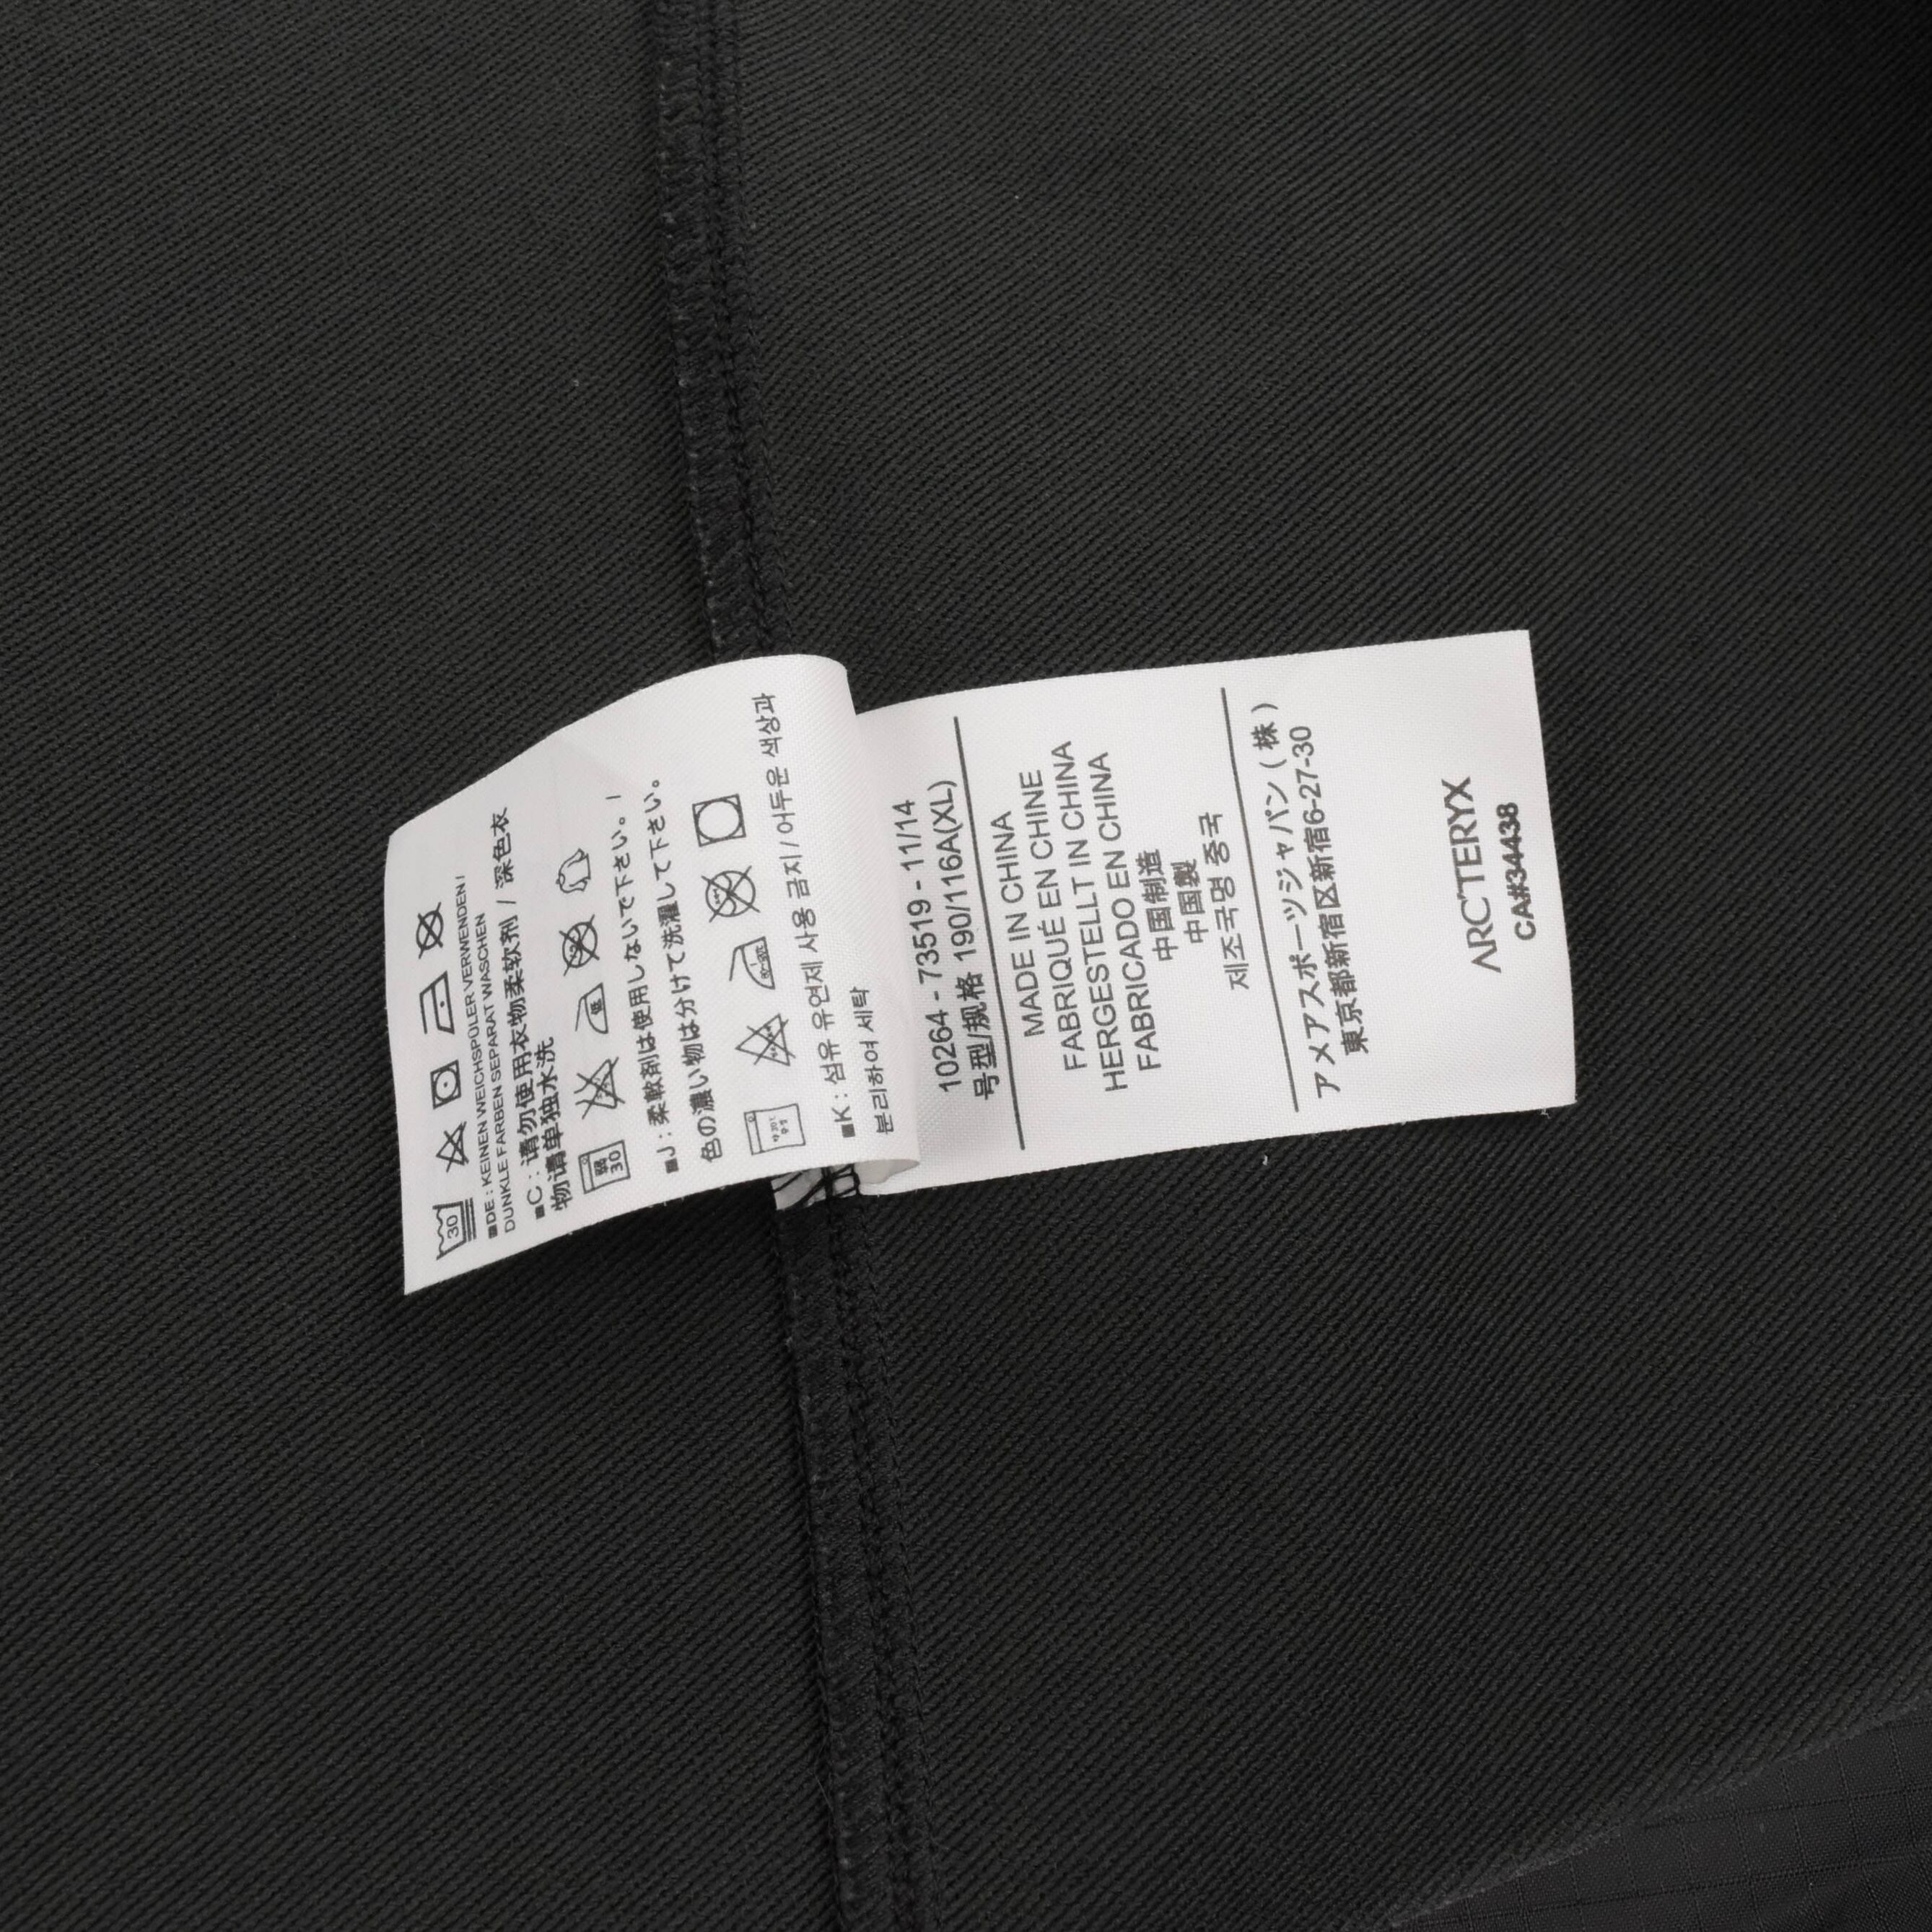 30
■DE : KEINEN WEICHSPÜLER VERWENDEN /
DUNKLE FARBEN SEPARAT WASCHEN
■C : 请勿使用衣物柔软剂 / 深色衣
物请单独水洗
弱
30
■J : 柔軟剤は使用しないで下さい。 /
色の濃い物は分けて洗濯して下さい。
■K : 섬유 유연제 사용 금지 / 어두운 색상과
분리하여 세탁
10264 - 73519 - 11/14
号型/规格 190/116A(XL)
MADE IN CHINA
FABRIQUÉ EN CHINE
HERGESTELLT IN CHINA
FABRICADO EN CHINA
中国制造
中国製
제조국명 중국
アメアスポーツジャパン ( 株 )
東京都新宿区新宿6-27-30
ARC'TERYX
CA#34438